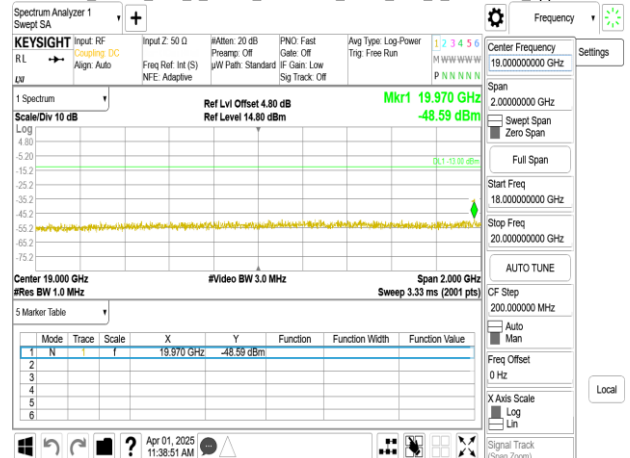 Spectrum Analyzer 1
Swept SA
Frequency
KEYSIGHT
RL
Input: RF
Coupling: DC
Align: Auto
Input Z: 50 Ω
Freq Ref: Int (S)
NFE: Adaptive
#Atten: 20 dB
Preamp: Off
µW Path: Standard
PNO: Fast
Gate: Off
IF Gain: Low
Sig Track: Off
Avg Type: Log-Power
Trig: Free Run
1 2 3 4 5 6
M W W W W W
P N N N N N
1 Spectrum
Scale/Div 10 dB
Ref Lvl Offset 4.80 dB
Ref Level 14.80 dBm
Mkr1 19.970 GHz
-48.59 dBm
Log
4.80
-5.20
-15.2
-25.2
-35.2
-45.2
-55.2
-65.2
-75.2
DL1 -13.00 dBm
Center 19.000 GHz
#Res BW 1.0 MHz
#Video BW 3.0 MHz
Span 2.000 GHz
Sweep 3.33 ms (2001 pts)
5 Marker Table
Mode Trace Scale X Y Function Function Width Function Value
1 N 1 f 19.970 GHz -48.59 dBm
2
3
4
5
6
Apr 01, 2025
11:38:51 AM
Center Frequency
19.000000000 GHz
Settings
Span
2.00000000 GHz
Swept Span
Zero Span
Full Span
Start Freq
18.000000000 GHz
Stop Freq
20.000000000 GHz
AUTO TUNE
CF Step
200.000000 MHz
Auto
Man
Freq Offset
0 Hz
X Axis Scale
Log
Lin
Local
Signal Track
(Span Zoom)